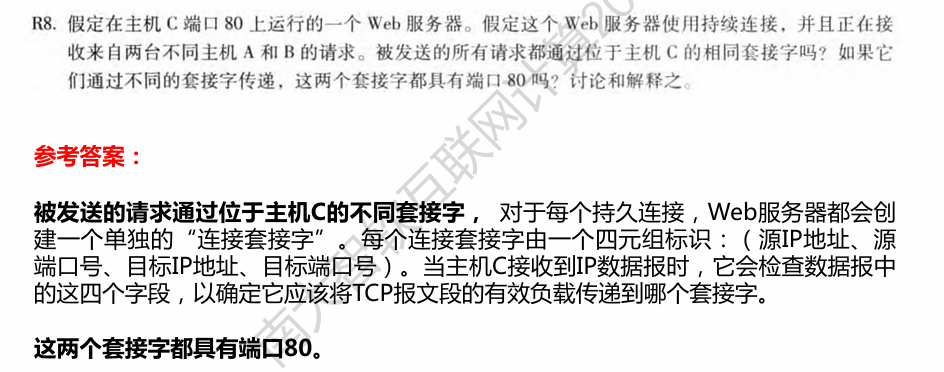 R8. 假定在主机 C 端口 80 上运行的一个 Web 服务器。假定这个 Web 服务器使用持续连接，并且正在接
收来自两台不同主机 A 和 B 的请求。被发送的所有请求都通过位于主机 C 的相同套接字吗？如果它
们通过不同的套接字传递，这两个套接字都具有端口 80 吗？讨论和解释之。
参考答案：
被发送的请求通过位于主机C的不同套接字，对于每个持久连接，Web服务器都会创
建一个单独的“连接套接字”。每个连接套接字由一个四元组标识：（源IP地址、源
端口号、目标IP地址、目标端口号）。当主机C接收到IP数据报时，它会检查数据报中
的这四个字段，以确定它应该将TCP报文段的有效负载传递到哪个套接字。
这两个套接字都具有端口80。